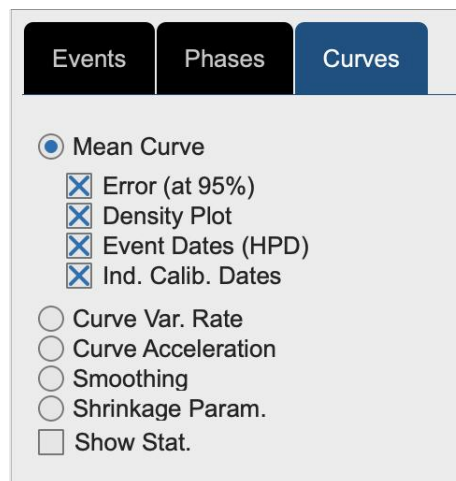 Events Phases Curves
Mean Curve
Error (at 95%)
Density Plot
Event Dates (HPD)
Ind. Calib. Dates
Curve Var. Rate
Curve Acceleration
Smoothing
Shrinkage Param.
Show Stat.